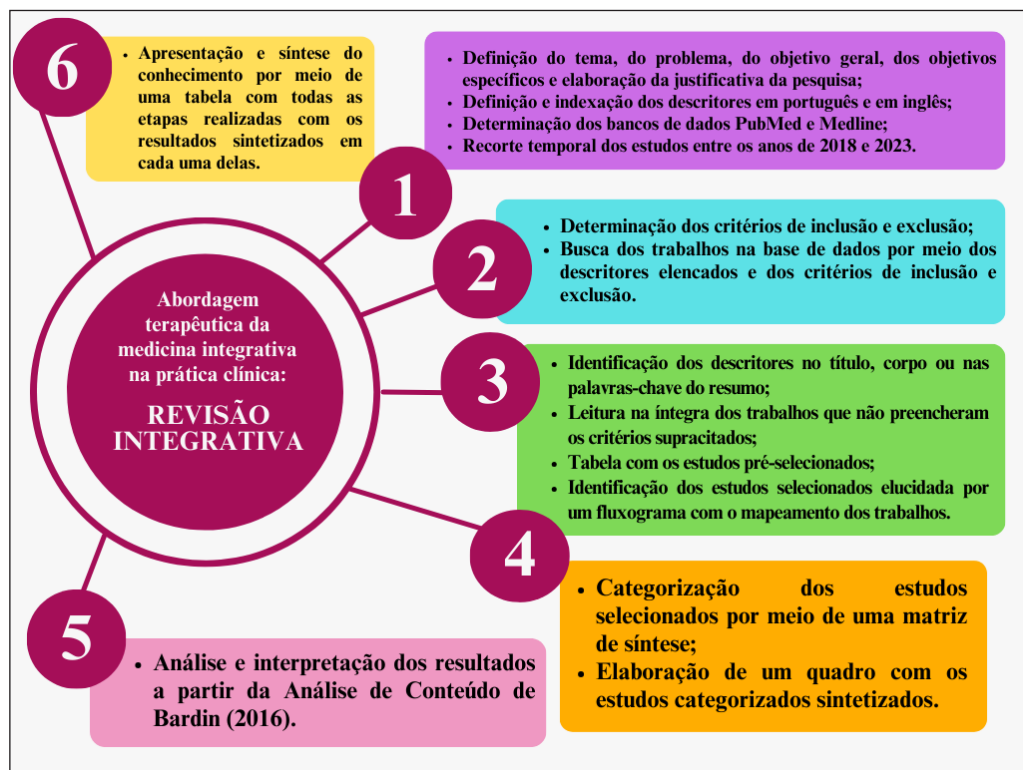 Abordagem
terapêutica da
medicina integrativa
na prática clínica:
REVISÃO
INTEGRATIVA
1
• Definição do tema, do problema, do objetivo geral, dos objetivos
específicos e elaboração da justificativa da pesquisa;
• Definição e indexação dos descritores em português e em inglês;
• Determinação dos bancos de dados PubMed e Medline;
• Recorte temporal dos estudos entre os anos de 2018 e 2023.
2
• Determinação dos critérios de inclusão e exclusão;
• Busca dos trabalhos na base de dados por meio dos
descritores elencados e dos critérios de inclusão e
exclusão.
3
• Identificação dos descritores no título, corpo ou nas
palavras-chave do resumo;
• Leitura na íntegra dos trabalhos que não preencheram
os critérios supracitados;
• Tabela com os estudos pré-selecionados;
• Identificação dos estudos selecionados elucidada por
um fluxograma com o mapeamento dos trabalhos.
4
• Categorização dos estudos
selecionados por meio de uma matriz
de síntese;
• Elaboração de um quadro com os
estudos categorizados sintetizados.
5
• Análise e interpretação dos resultados
a partir da Análise de Conteúdo de
Bardin (2016).
6
• Apresentação e síntese do
conhecimento por meio de
uma tabela com todas as
etapas realizadas com os
resultados sintetizados em
cada uma delas.